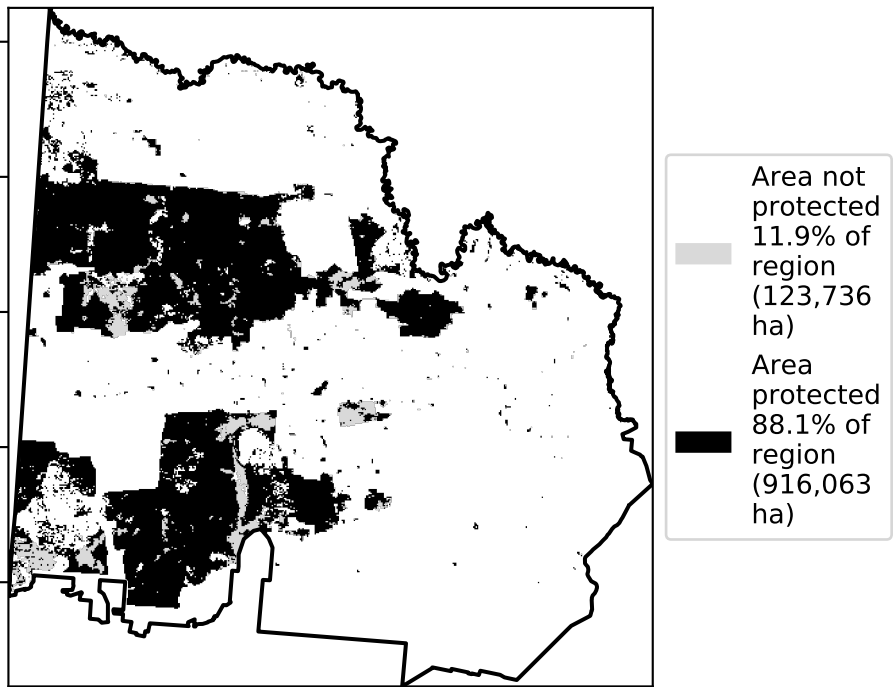 Area not
protected
11.9% of
region
(123,736
ha)
Area
protected
88.1% of
region
(916,063
ha)